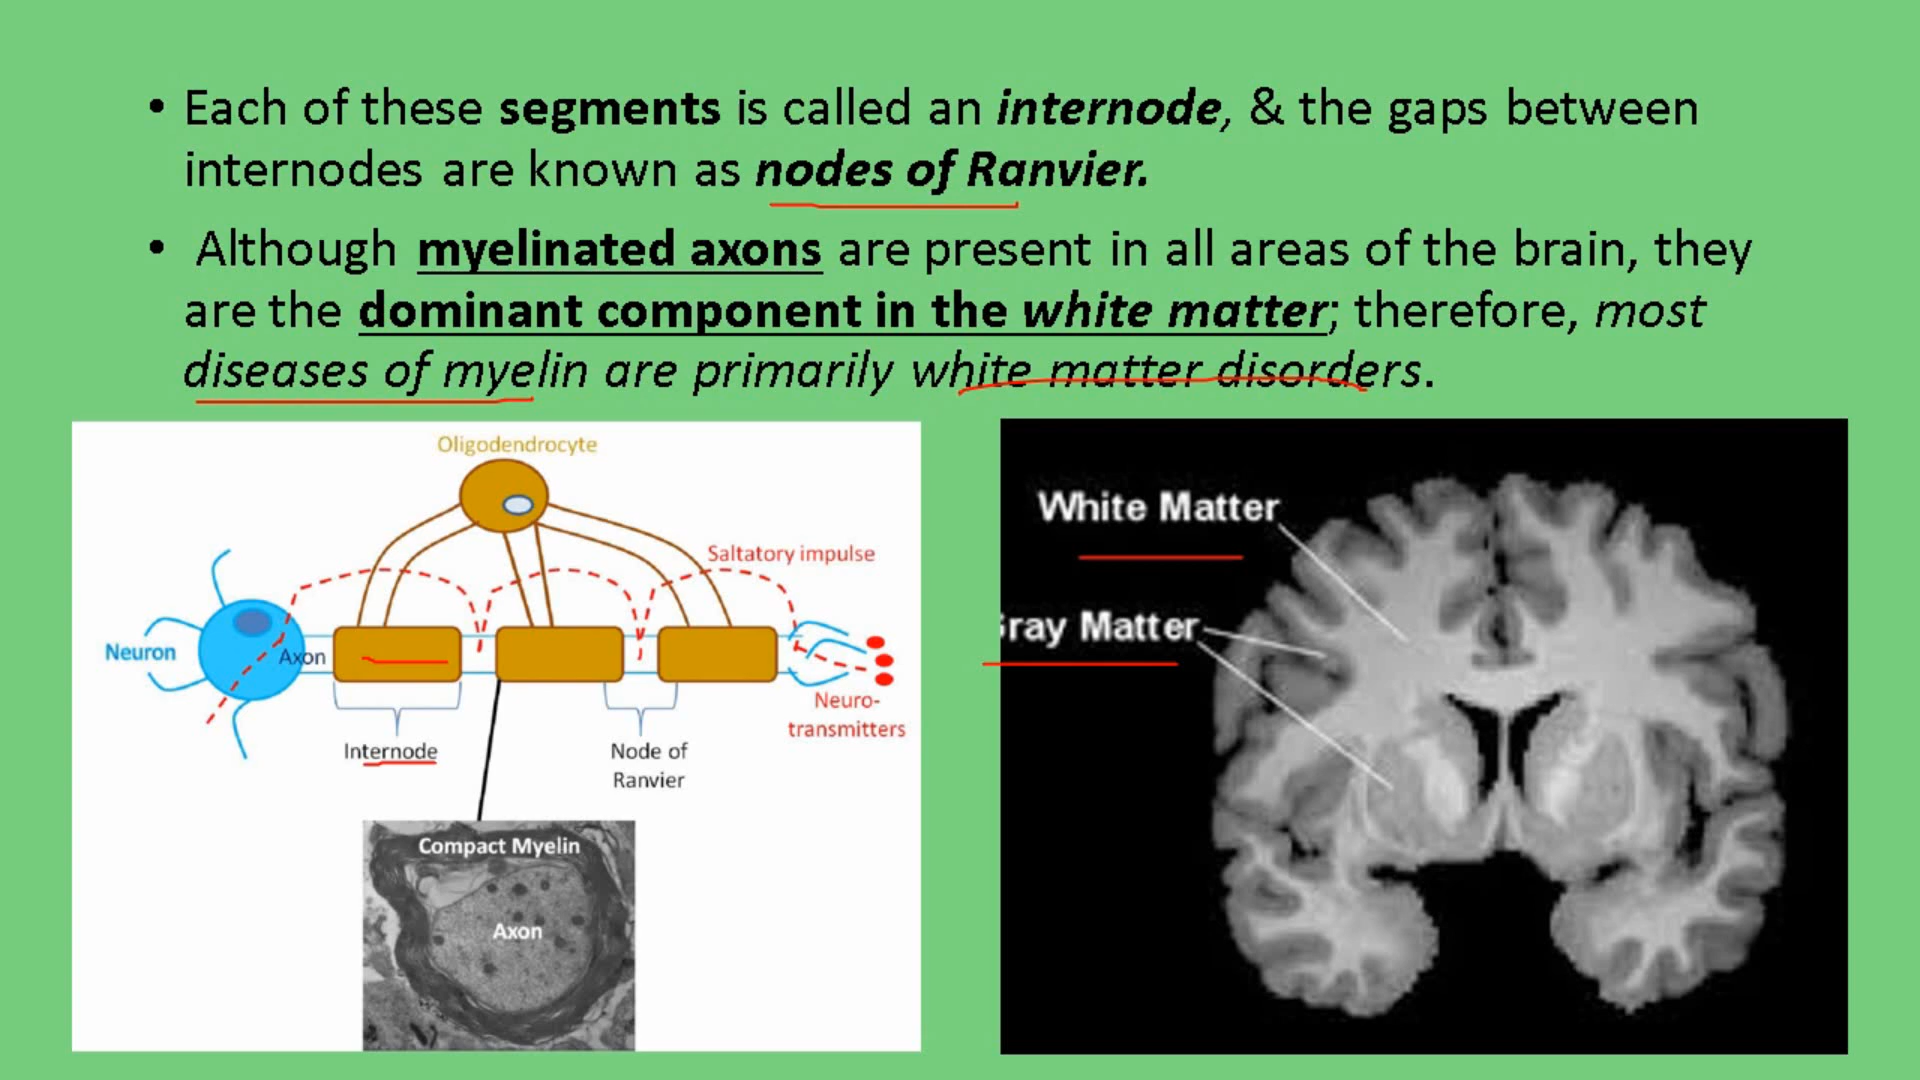 • Each of these segments is called an internode, & the gaps between
internodes are known as nodes of Ranvier.
• Although myelinated axons are present in all areas of the brain, they
are the dominant component in the white matter; therefore, most
diseases of myelin are primarily white matter disorders.
Oligodendrocyte
Saltatory impulse
Neuron
Axon
Neuro-
transmitters
Internode
Node of
Ranvier
Compact Myelin
Axon
White Matter
Gray Matter